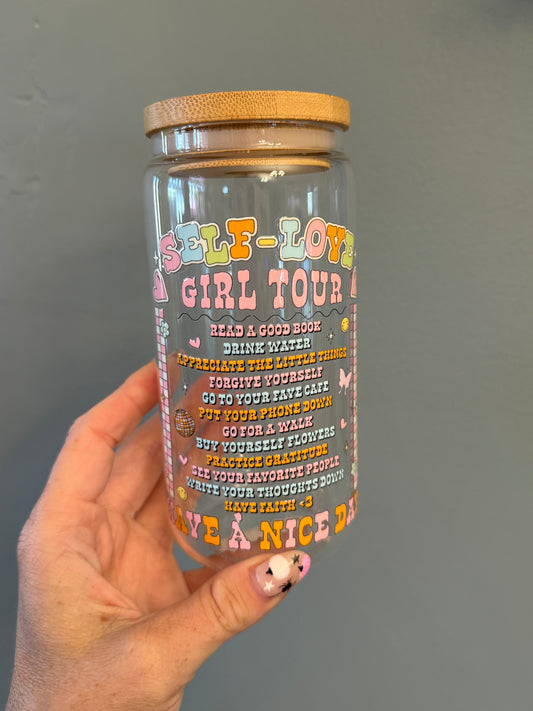 SELF-LOVE
GIRL TOUR
READ A GOOD BOOK
DRINK WATER
APPRECIATE THE LITTLE THINGS
FORGIVE YOURSELF
GO TO YOUR FAVE CAFE
PUT YOUR PHONE DOWN
GO FOR A WALK
BUY YOURSELF FLOWERS
PRACTICE GRATITUDE
SEE YOUR FAVORITE PEOPLE
WRITE YOUR THOUGHTS DOWN
HAVE FAITH <3
HAVE A NICE DAY